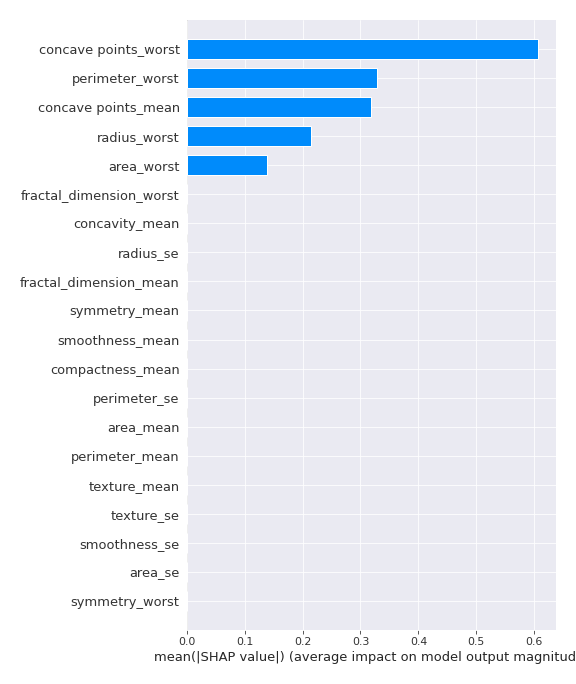 concave points_worst
perimeter_worst
concave points_mean
radius_worst
area_worst
fractal_dimension_worst
concavity_mean
radius_se
fractal_dimension_mean
symmetry_mean
smoothness_mean
compactness_mean
perimeter_se
area_mean
perimeter_mean
texture_mean
texture_se
smoothness_se
area_se
symmetry_worst
0.0 0.1 0.2 0.3 0.4 0.5 0.6
mean(|SHAP value|) (average impact on model output magnitud